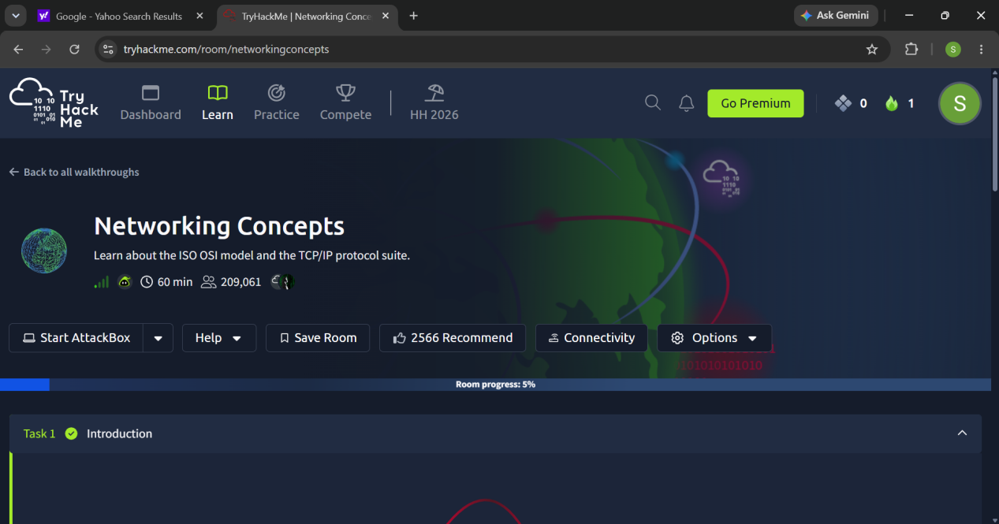 Google - Yahoo Search Results
TryHackMe | Networking Conce
Ask Gemini
tryhackme.com/room/networkingconcepts
S
Try
Hack
Me
Dashboard
Learn
Practice
Compete
HH 2026
Go Premium
0
1
S
Back to all walkthroughs
Networking Concepts
Learn about the ISO OSI model and the TCP/IP protocol suite.
60 min
209,061
Start AttackBox
Help
Save Room
2566 Recommend
Connectivity
Options
Room progress: 5%
Task 1
Introduction